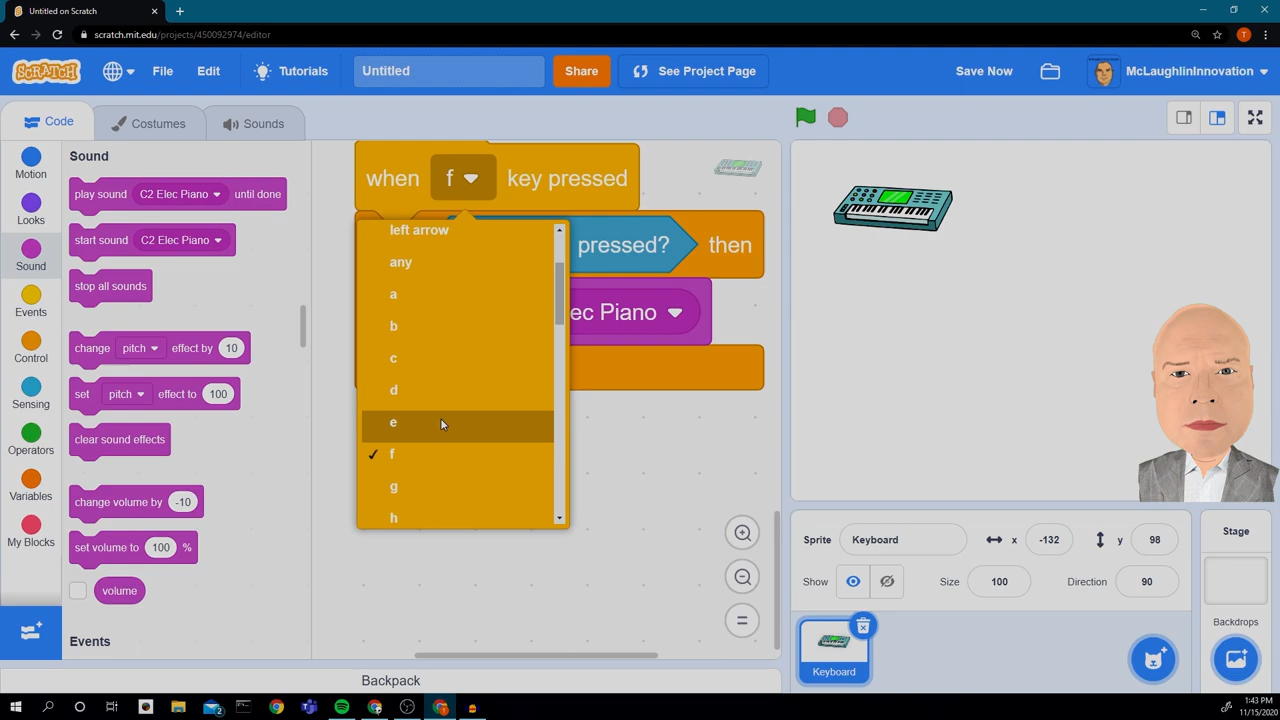 Untitled on Scratch
scratch.mit.edu/projects/450092974/editor
T
SCRATCH
File
Edit
Tutorials
Untitled
Share
See Project Page
Save Now
McLaughlinInnovation
Code
Costumes
Sounds
Motion
Looks
Sound
Events
Control
Sensing
Operators
Variables
My Blocks
Sound
play sound C2 Elec Piano until done
start sound C2 Elec Piano
stop all sounds
change pitch effect by 10
set pitch effect to 100
clear sound effects
change volume by -10
set volume to 100 %
volume
Events
when f key pressed
pressed? then
ec Piano
left arrow
any
a
b
c
d
e
f
g
h
Backpack
Sprite Keyboard x -132 y 98
Show Size 100 Direction 90
Keyboard
Stage
Backdrops
1:43 PM
11/15/2020